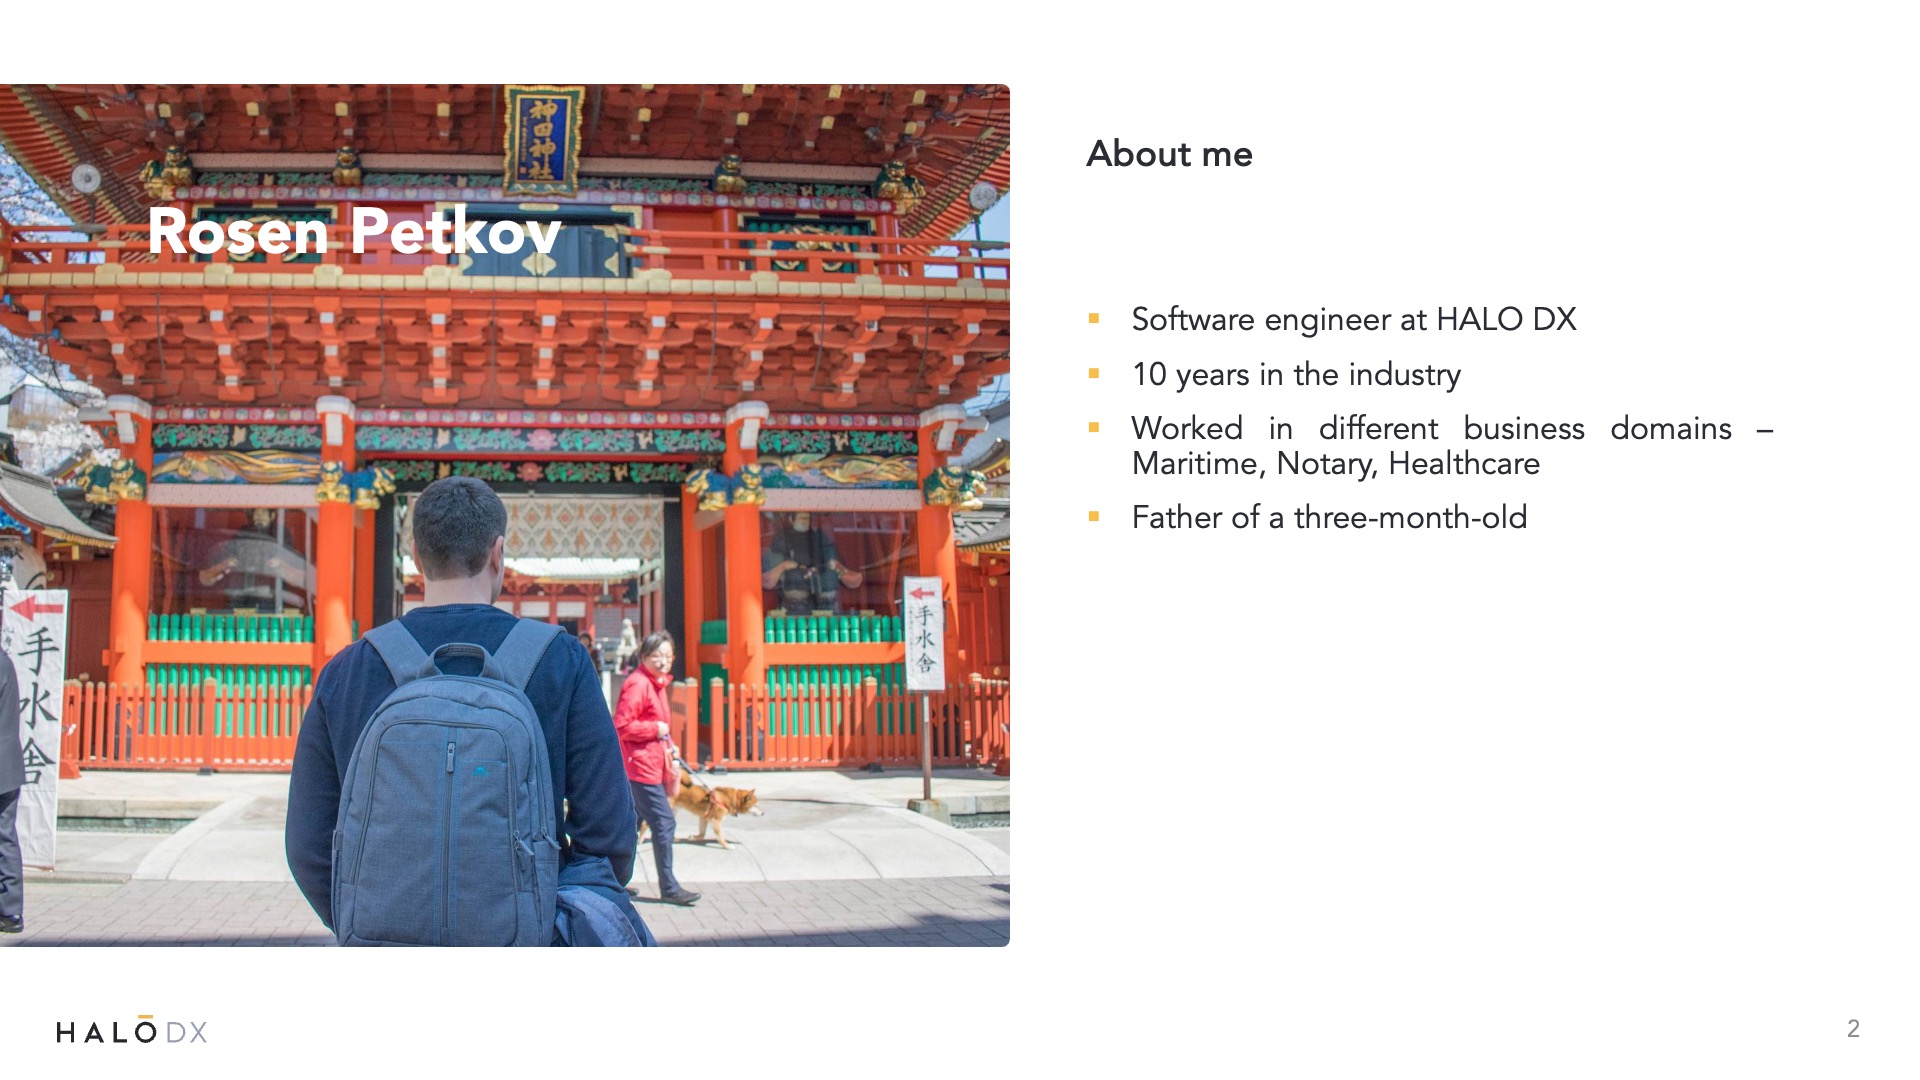 神田神社
Rosen Petkov
手水舎
手水舎
About me
Software engineer at HALO DX
10 years in the industry
Worked in different business domains –
Maritime, Notary, Healthcare
Father of a three-month-old
HALO DX
2